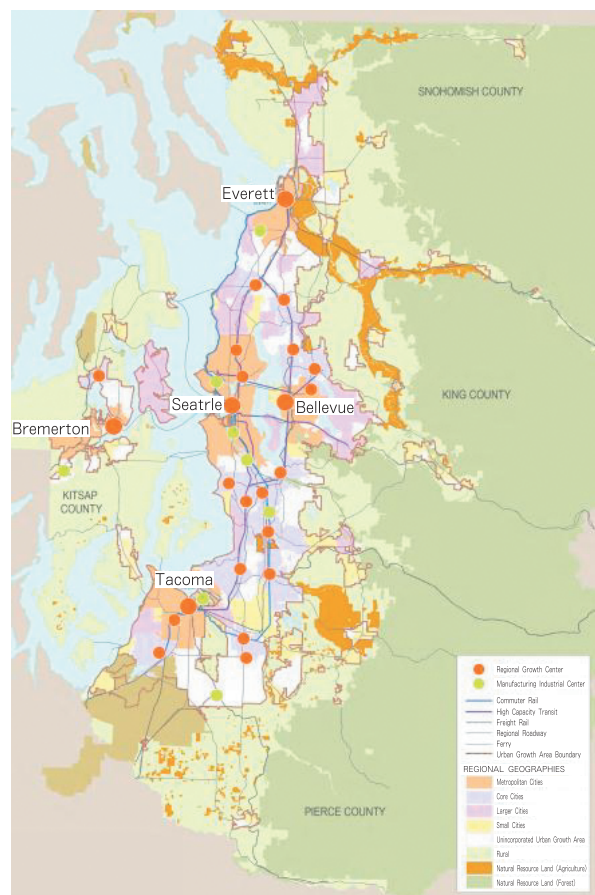 SNOHOMISH COUNTY
Everett
KING COUNTY
Seatrle
Bellevue
Bremerton
KITSAP
COUNTY
Tacoma
PIERCE COUNTY
Regional Growth Center
Manufacturing Industrial Center
Commuter Rail
High Capacity Transit
Freight Rail
Regional Roadway
Ferry
Urban Growth Area Boundary
REGIONAL GEOGRAPHIES
Metropolitan Cities
Core Cities
Larger Cities
Small Cities
Unincorporated Urban Growth Area
Rural
Natural Resource Land (Agriculture)
Natural Resource Land (Forest)